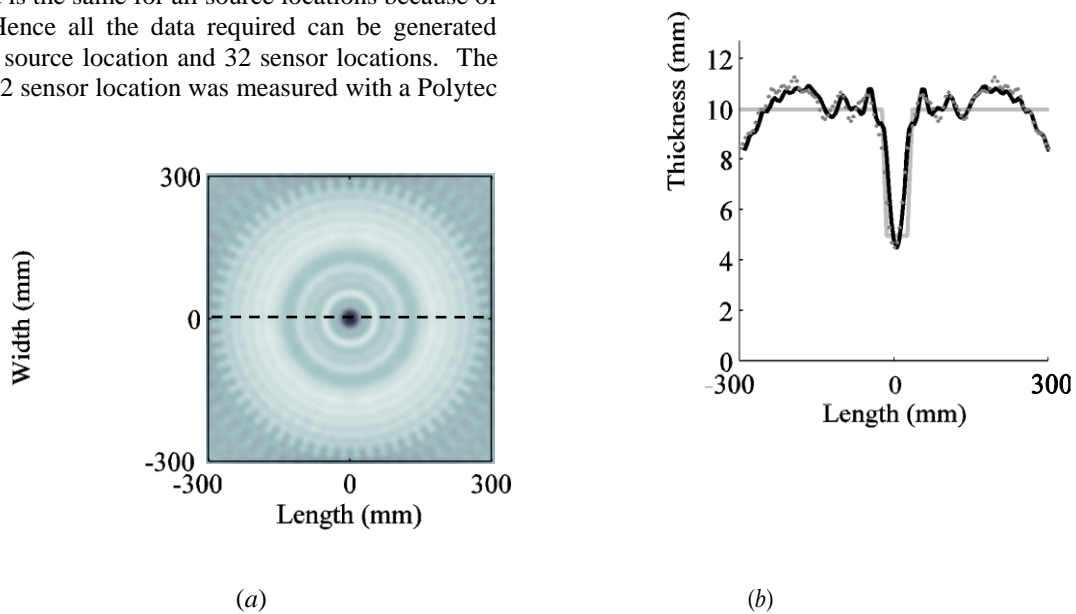 is the same for all source locations because of
Hence all the data required can be generated
source location and 32 sensor locations. The
2 sensor location was measured with a Polytec
300
0
-300
Width (mm)
-300 0 300
Length (mm)
(a)
Thickness (mm)
12
10
8
6
4
2
0
-300 0 300
Length (mm)
(b)